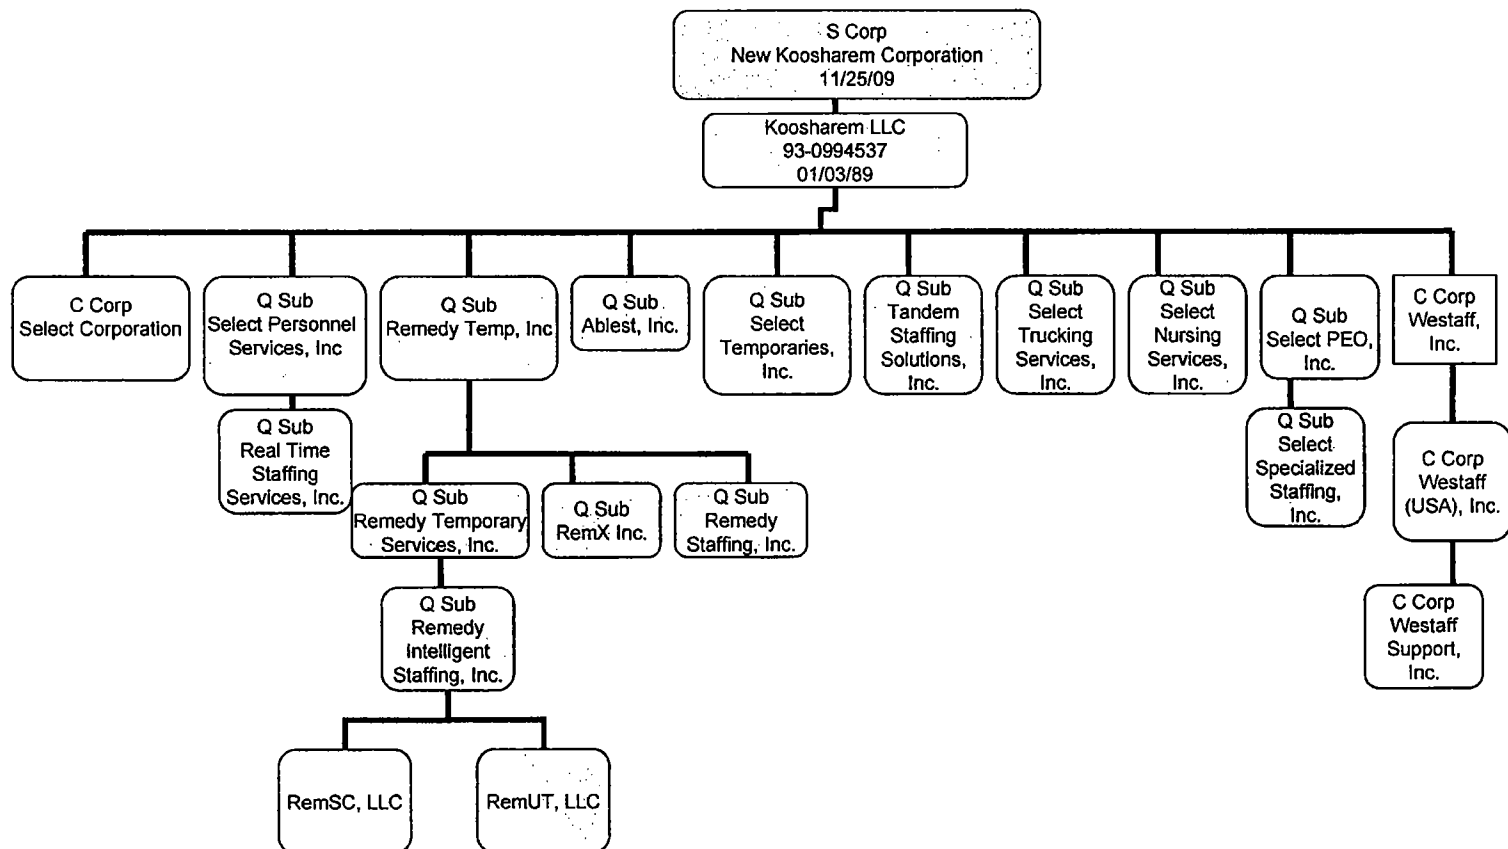 S Corp
New Koosharem Corporation
11/25/09
Koosharem LLC
93-0994537
01/03/89
C Corp
Select Corporation
Q Sub
Select Personnel
Services, Inc
Q Sub
Remedy Temp, Inc
Q Sub
Ablest, Inc.
Q Sub
Select
Temporaries,
Inc.
Q Sub
Tandem
Staffing
Solutions,
Inc.
Q Sub
Select
Trucking
Services,
Inc.
Q Sub
Select
Nursing
Services,
Inc.
Q Sub
Select PEO,
Inc.
C Corp
Westaff,
Inc.
Q Sub
Real Time
Staffing
Services, Inc.
Q Sub
Remedy Temporary
Services, Inc.
Q Sub
RemX Inc.
Q Sub
Remedy
Staffing, Inc.
Q Sub
Select
Specialized
Staffing,
Inc.
C Corp
Westaff
(USA), Inc.
Q Sub
Remedy
Intelligent
Staffing, Inc.
C Corp
Westaff
Support,
Inc.
RemSC, LLC
RemUT, LLC